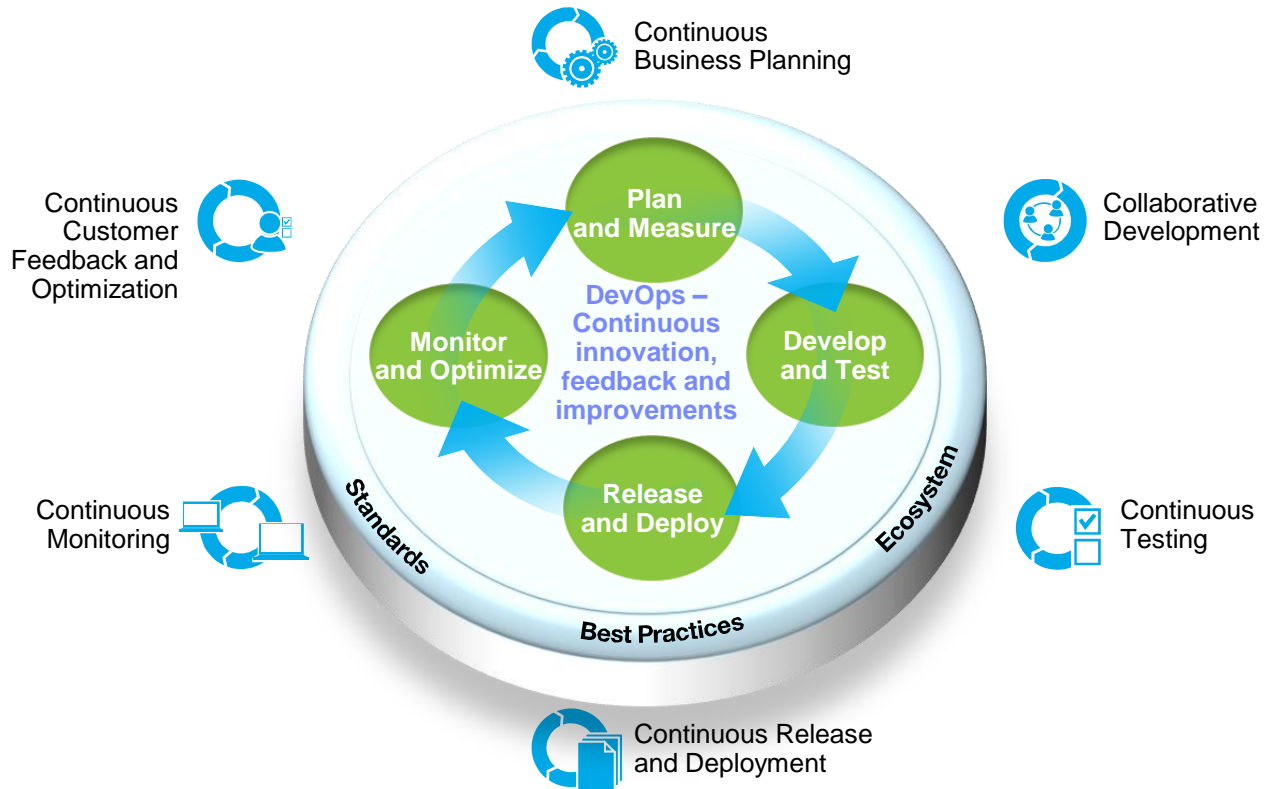 Continuous
Business Planning
Continuous
Customer
Feedback and
Optimization
Collaborative
Development
Plan
and Measure
DevOps –
Continuous
innovation,
feedback and
improvements
Monitor
and Optimize
Develop
and Test
Release
and Deploy
Continuous
Monitoring
Continuous
Testing
Standards
Best Practices
Ecosystem
Continuous Release
and Deployment